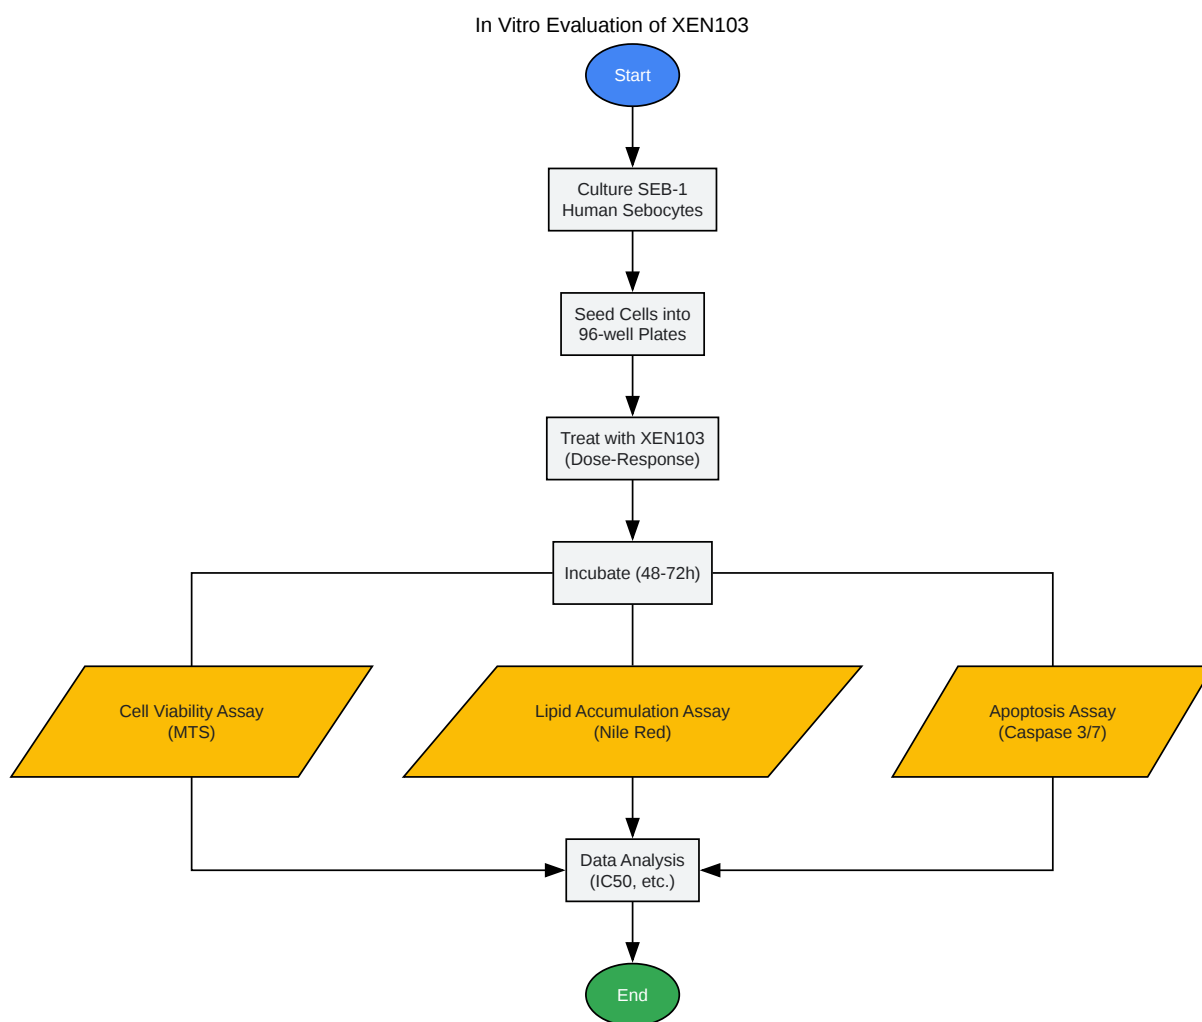 In Vitro Evaluation of XEN103
Start
Culture SEB-1
Human Sebocytes
Seed Cells into
96-well Plates
Treat with XEN103
(Dose-Response)
Incubate (48-72h)
Cell Viability Assay
(MTS)
Lipid Accumulation Assay
(Nile Red)
Apoptosis Assay
(Caspase 3/7)
Data Analysis
(IC50, etc.)
End